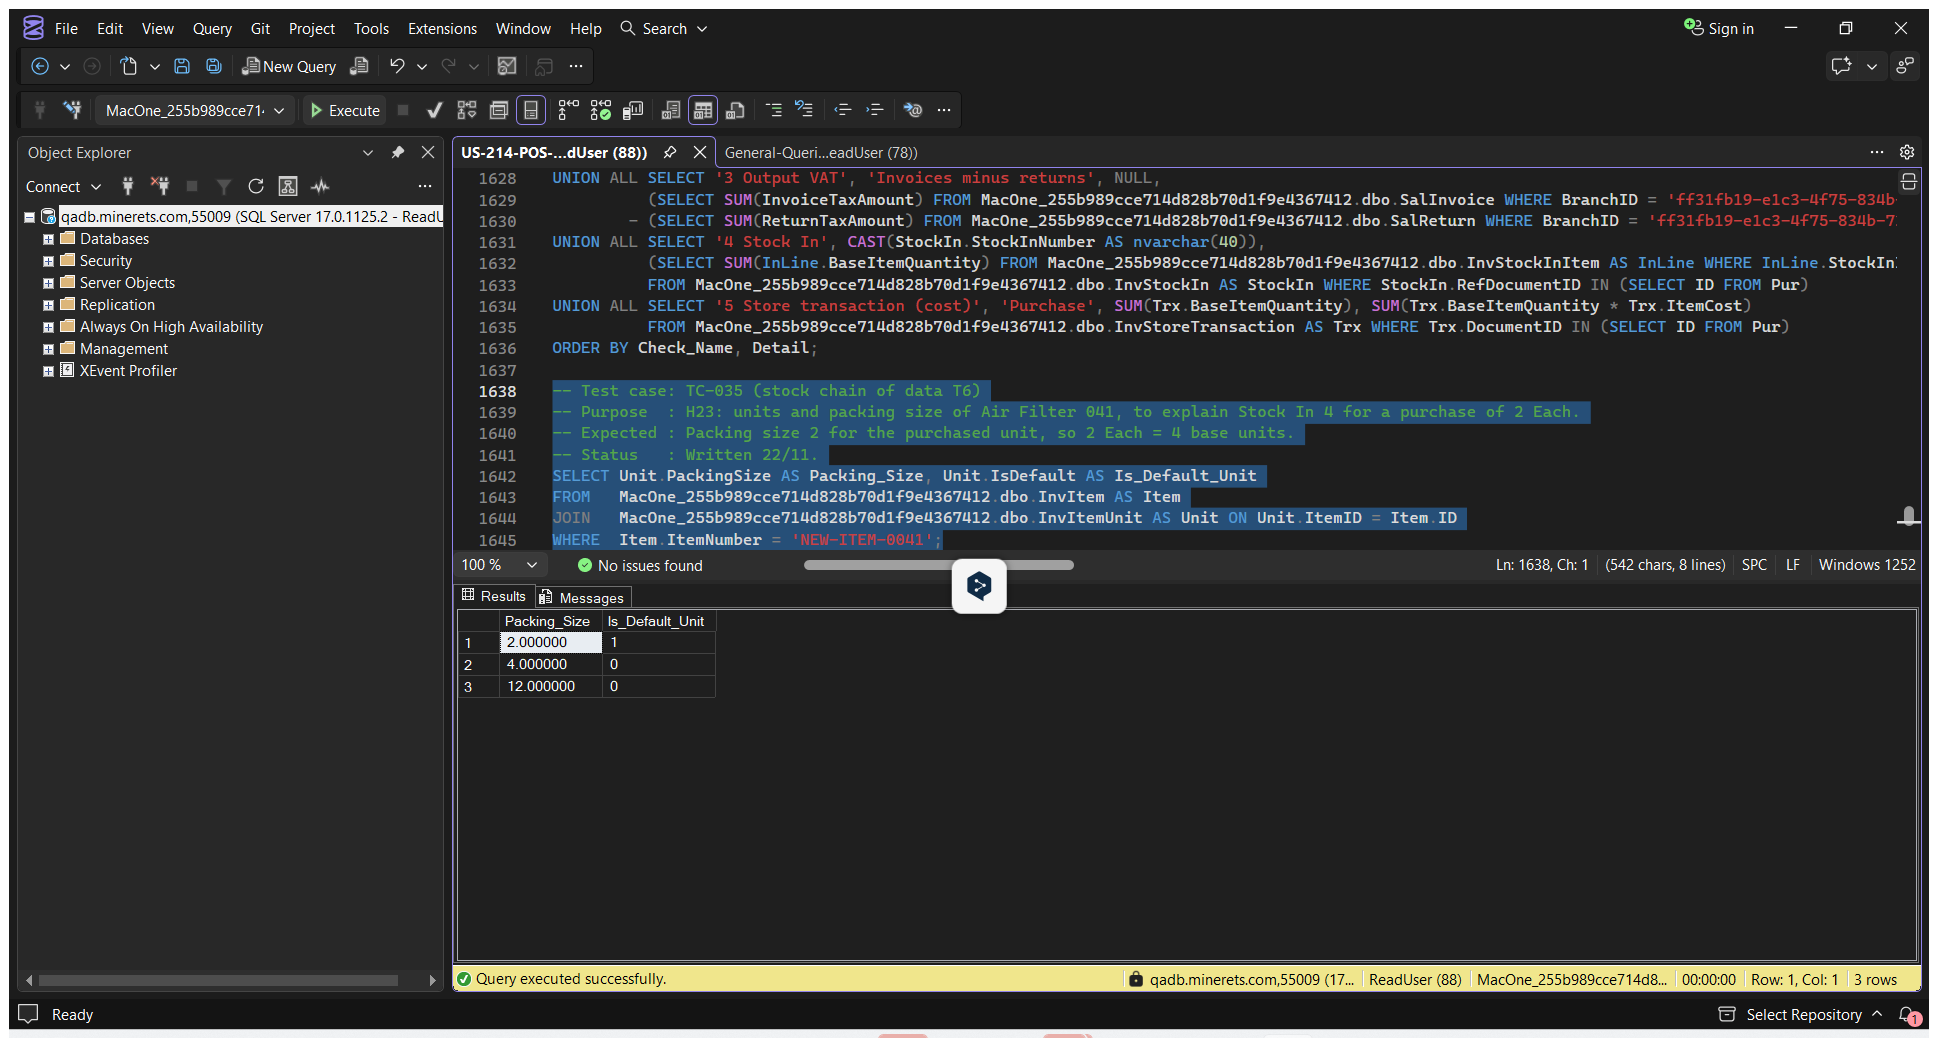 File Edit View Query Git Project Tools Extensions Window Help Search Sign in
New Query
MacOne_255b989cce714 Execute
Object Explorer
Connect
qadb.minerets.com,55009 (SQL Server 17.0.1125.2 - ReadU
Databases
Security
Server Objects
Replication
Always On High Availability
Management
XEvent Profiler
US-214-POS-...dUser (88)) General-Queri...eadUser (78))
1628 UNION ALL SELECT '3 Output VAT', 'Invoices minus returns', NULL,
1629 (SELECT SUM(InvoiceTaxAmount) FROM MacOne_255b989cce714d828b70d1f9e4367412.dbo.SalInvoice WHERE BranchID = 'ff31fb19-e1c3-4f75-834b-
1630 - (SELECT SUM(ReturnTaxAmount) FROM MacOne_255b989cce714d828b70d1f9e4367412.dbo.SalReturn WHERE BranchID = 'ff31fb19-e1c3-4f75-834b-7
1631 UNION ALL SELECT '4 Stock In', CAST(StockIn.StockInNumber AS nvarchar(40)),
1632 (SELECT SUM(InLine.BaseItemQuantity) FROM MacOne_255b989cce714d828b70d1f9e4367412.dbo.InvStockInItem AS InLine WHERE InLine.StockIn
1633 FROM MacOne_255b989cce714d828b70d1f9e4367412.dbo.InvStockIn AS StockIn WHERE StockIn.RefDocumentID IN (SELECT ID FROM Pur)
1634 UNION ALL SELECT '5 Store transaction (cost)', 'Purchase', SUM(Trx.BaseItemQuantity), SUM(Trx.BaseItemQuantity * Trx.ItemCost)
1635 FROM MacOne_255b989cce714d828b70d1f9e4367412.dbo.InvStoreTransaction AS Trx WHERE Trx.DocumentID IN (SELECT ID FROM Pur)
1636 ORDER BY Check_Name, Detail;
1637
1638 -- Test case: TC-035 (stock chain of data T6)
1639 -- Purpose : H23: units and packing size of Air Filter 041, to explain Stock In 4 for a purchase of 2 Each.
1640 -- Expected : Packing size 2 for the purchased unit, so 2 Each = 4 base units.
1641 -- Status : Written 22/11.
1642 SELECT Unit.PackingSize AS Packing_Size, Unit.IsDefault AS Is_Default_Unit
1643 FROM MacOne_255b989cce714d828b70d1f9e4367412.dbo.InvItem AS Item
1644 JOIN MacOne_255b989cce714d828b70d1f9e4367412.dbo.InvItemUnit AS Unit ON Unit.ItemID = Item.ID
1645 WHERE Item.ItemNumber = 'NEW-ITEM-0041';
100 % No issues found Ln: 1638, Ch: 1 (542 chars, 8 lines) SPC LF Windows 1252
Results Messages
Packing_Size Is_Default_Unit
1 2.000000 1
2 4.000000 0
3 12.000000 0
Query executed successfully. qadb.minerets.com,55009 (17... ReadUser (88) MacOne_255b989cce714d8... 00:00:00 Row: 1, Col: 1 3 rows
Ready Select Repository 1